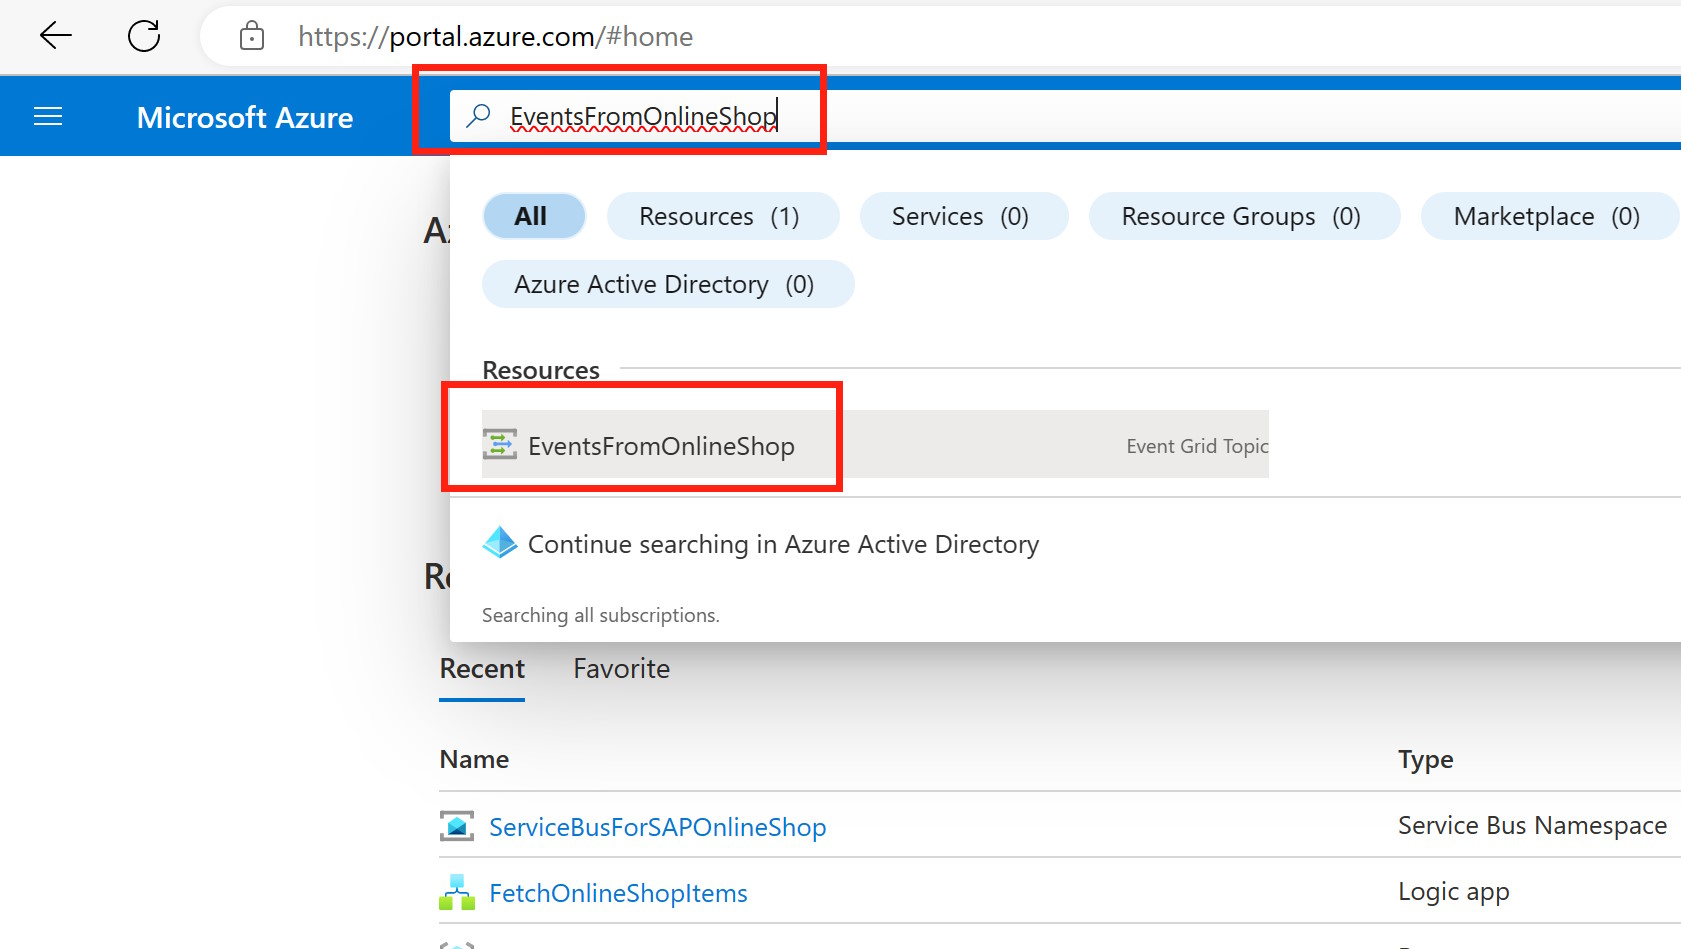 https://portal.azure.com/#home
Microsoft Azure
EventsFromOnlineShop
All
Resources (1)
Services (0)
Resource Groups (0)
Marketplace (0)
Azure Active Directory (0)
Resources
EventsFromOnlineShop
Event Grid Topic
Continue searching in Azure Active Directory
Searching all subscriptions.
Recent
Favorite
Name
Type
ServiceBusForSAPOnlineShop
Service Bus Namespace
FetchOnlineShopItems
Logic app